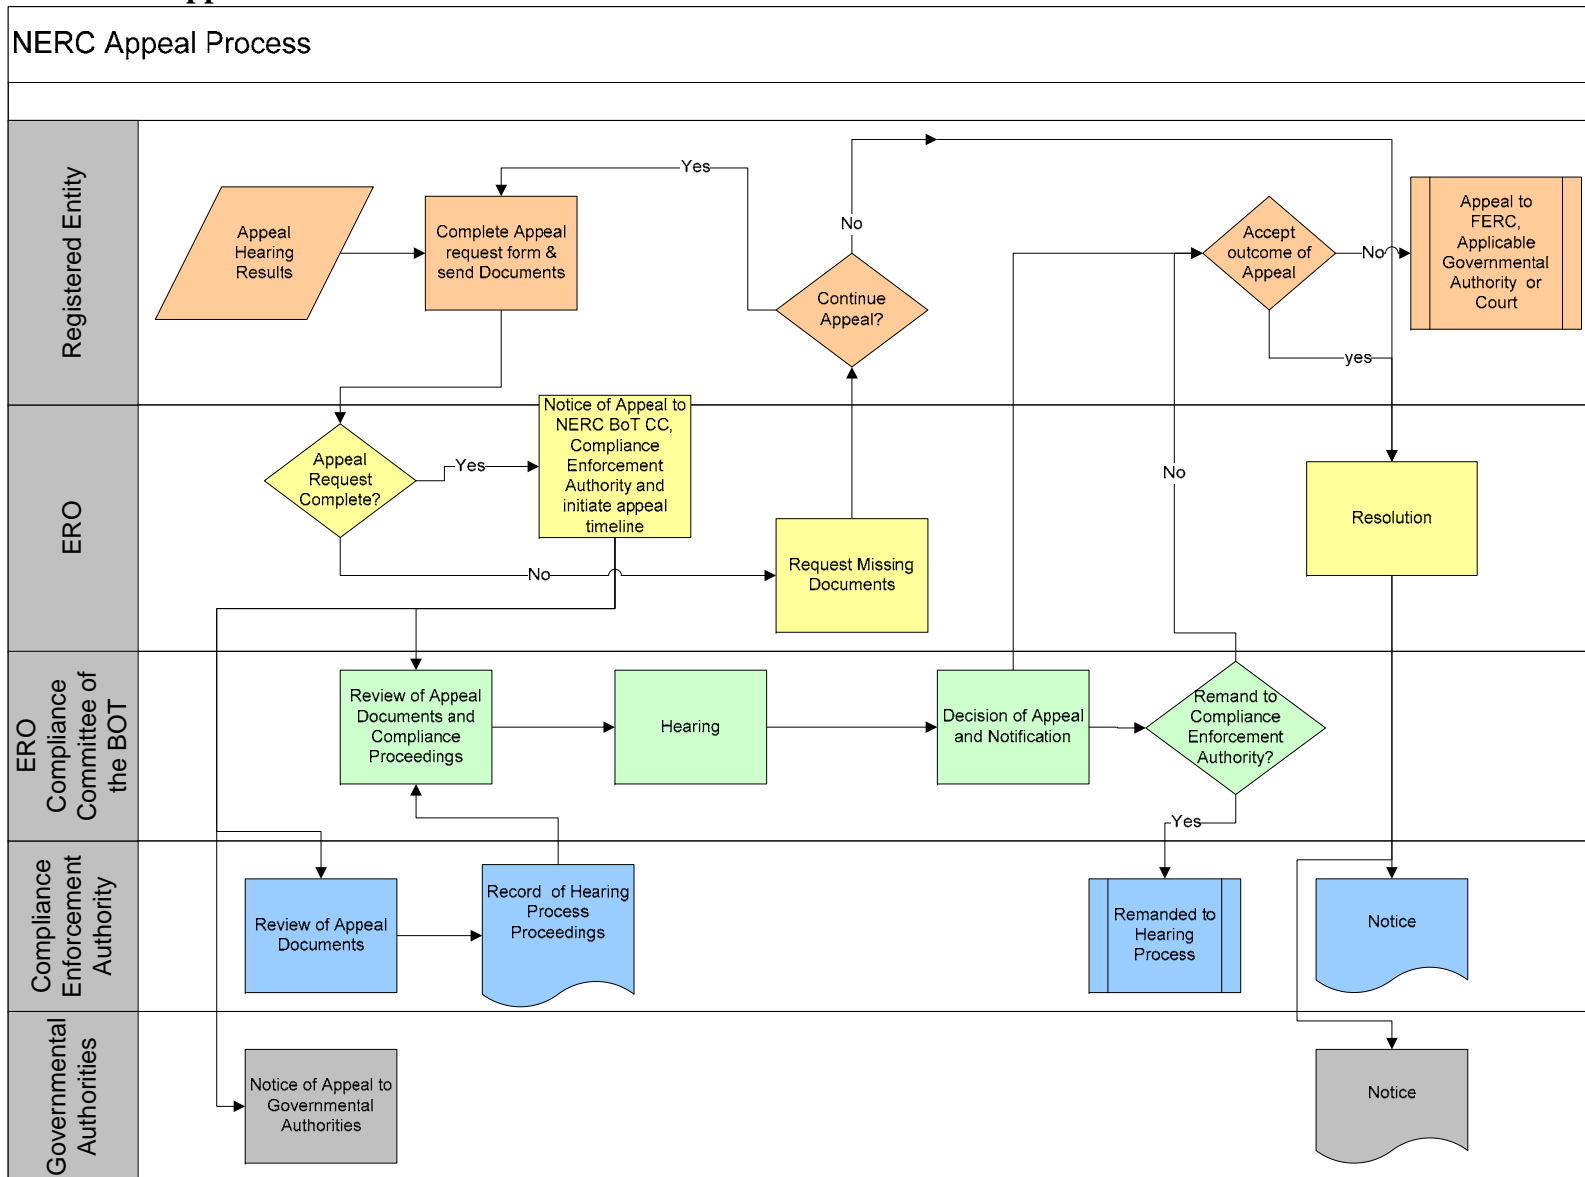 NERC Appeal Process
Registered Entity
Appeal
Hearing
Results
Complete Appeal
request form &
send Documents
Yes
No
Continue
Appeal?
Accept
outcome of
Appeal
No
yes
Appeal to
FERC,
Applicable
Governmental
Authority or
Court
ERO
Appeal
Request
Complete?
Yes
No
Notice of Appeal to
NERC BoT CC,
Compliance
Enforcement
Authority and
initiate appeal
timeline
Request Missing
Documents
No
Resolution
ERO
Compliance
Committee of
the BOT
Review of Appeal
Documents and
Compliance
Proceedings
Hearing
Decision of Appeal
and Notification
Remand to
Compliance
Enforcement
Authority?
Yes
Compliance
Enforcement
Authority
Review of Appeal
Documents
Record of Hearing
Process
Proceedings
Remanded to
Hearing
Process
Notice
Governmental
Authorities
Notice of Appeal to
Governmental
Authorities
Notice